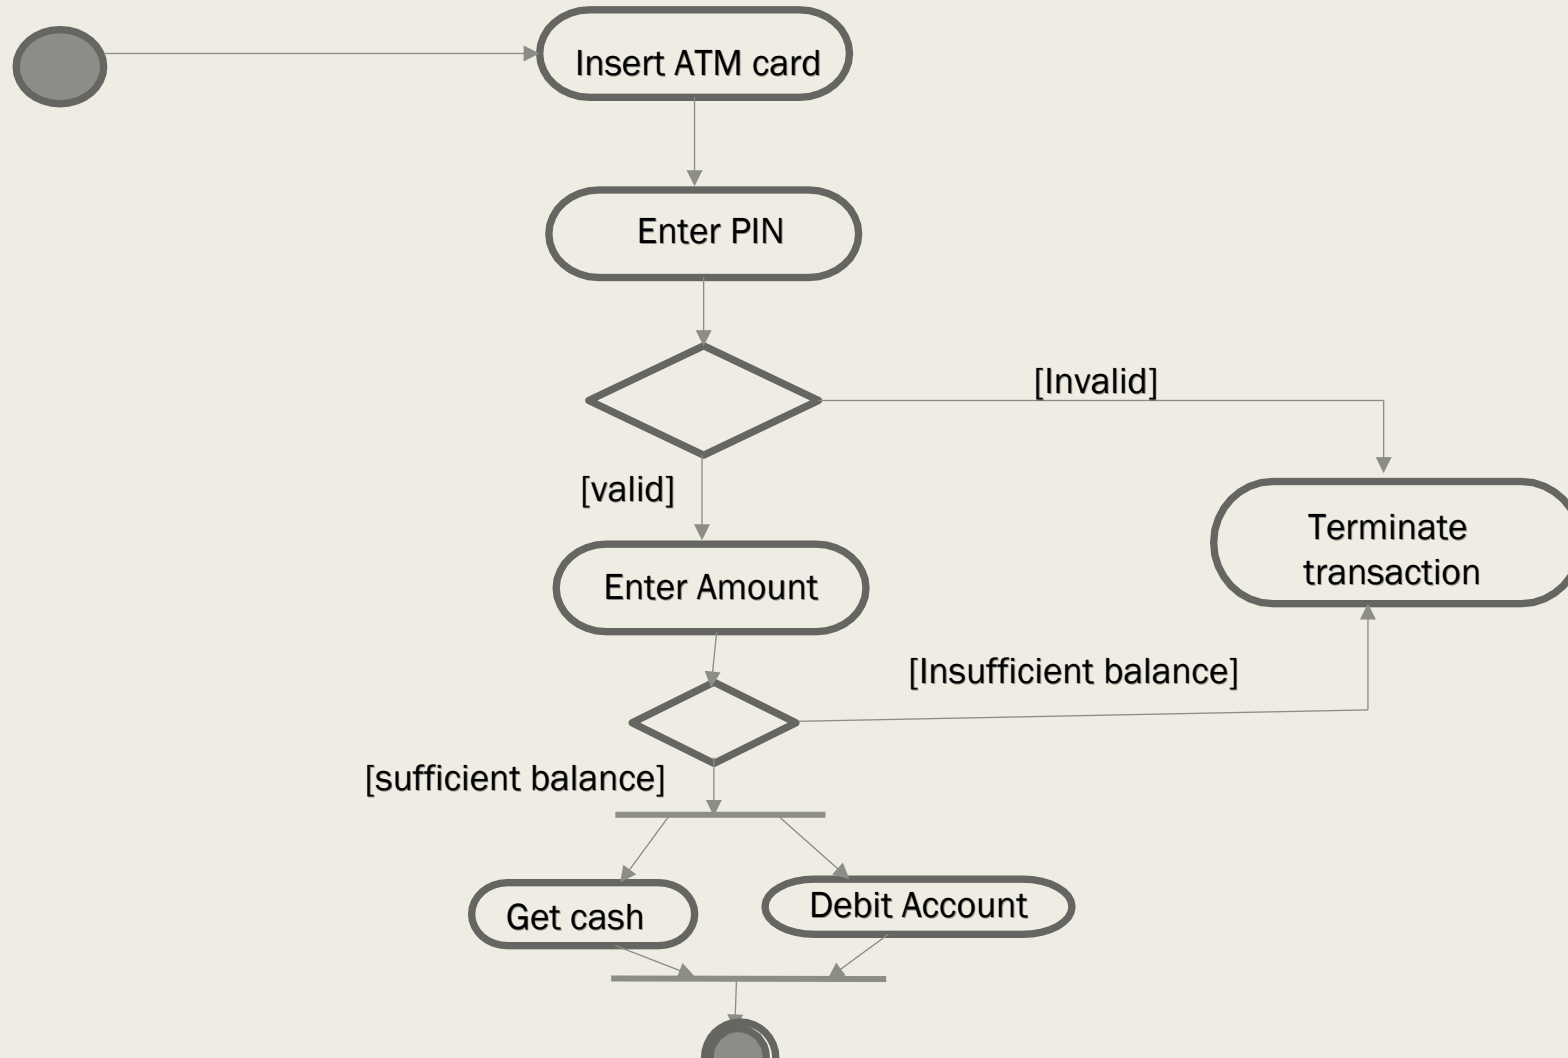 Insert ATM card
Enter PIN
[Invalid]
[valid]
Terminate
transaction
Enter Amount
[Insufficient balance]
[sufficient balance]
Get cash
Debit Account